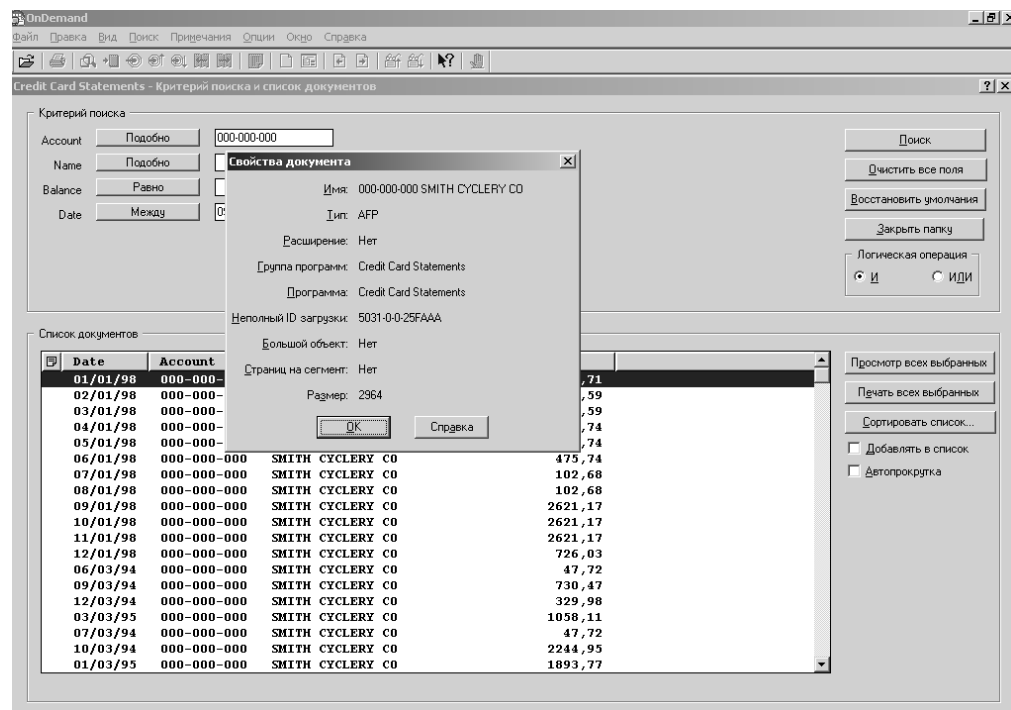 OnDemand
Файл Правка Вид Поиск Примечания Опции Окно Справка
Credit Card Statements - Критерий поиска и список документов
Критерий поиска
Account Подобно 000-000-000
Name Подобно
Balance Равно
Date Между
Поиск
Очистить все поля
Восстановить умолчания
Закрыть папку
Логическая операция
И ИЛИ
Свойства документа
Имя: 000-000-000 SMITH CYCLERY CO
Тип: AFP
Расширение: Нет
Группа программ: Credit Card Statements
Программа: Credit Card Statements
Неполный ID загрузки: 5031-0-0-25FAAA
Большой объект: Нет
Страниц на сегмент: Нет
Размер: 2964
OK Справка
Список документов
Date Account
01/01/98 000-000- ,71
02/01/98 000-000- ,59
03/01/98 000-000- ,59
04/01/98 000-000- ,74
05/01/98 000-000- ,74
06/01/98 000-000-000 SMITH CYCLERY CO 475,74
07/01/98 000-000-000 SMITH CYCLERY CO 102,68
08/01/98 000-000-000 SMITH CYCLERY CO 102,68
09/01/98 000-000-000 SMITH CYCLERY CO 2621,17
10/01/98 000-000-000 SMITH CYCLERY CO 2621,17
11/01/98 000-000-000 SMITH CYCLERY CO 2621,17
12/01/98 000-000-000 SMITH CYCLERY CO 726,03
06/03/94 000-000-000 SMITH CYCLERY CO 47,72
09/03/94 000-000-000 SMITH CYCLERY CO 730,47
12/03/94 000-000-000 SMITH CYCLERY CO 329,98
03/03/95 000-000-000 SMITH CYCLERY CO 1058,11
07/03/94 000-000-000 SMITH CYCLERY CO 47,72
10/03/94 000-000-000 SMITH CYCLERY CO 2244,95
01/03/95 000-000-000 SMITH CYCLERY CO 1893,77
Просмотр всех выбранных
Печать всех выбранных
Сортировать список...
Добавлять в список
Автопрокрутка